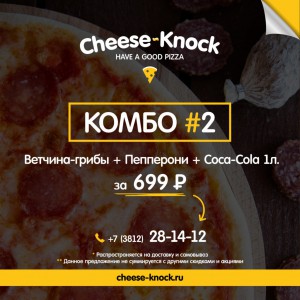 Cheese-Knock
HAVE A GOOD PIZZA
КОМБО #2
Ветчина-грибы + Пепперони + Coca-Cola 1л.
за 699 ₽
+7 (3812) 28-14-12
* Распространяется на доставку и самовывоз
** Данное предложение не суммируется с другими скидками и акциями
cheese-knock.ru